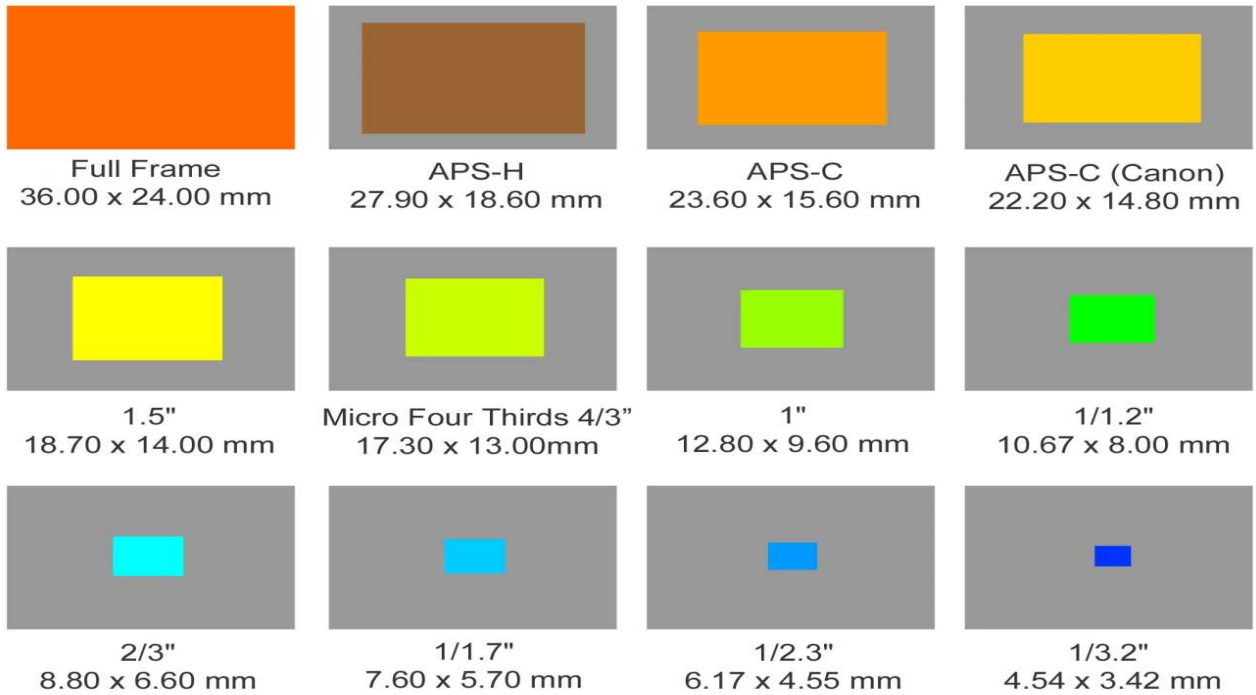 Full Frame
36.00 x 24.00 mm
APS-H
27.90 x 18.60 mm
APS-C
23.60 x 15.60 mm
APS-C (Canon)
22.20 x 14.80 mm
1.5"
18.70 x 14.00 mm
Micro Four Thirds 4/3”
17.30 x 13.00mm
1"
12.80 x 9.60 mm
1/1.2"
10.67 x 8.00 mm
2/3"
8.80 x 6.60 mm
1/1.7"
7.60 x 5.70 mm
1/2.3"
6.17 x 4.55 mm
1/3.2"
4.54 x 3.42 mm